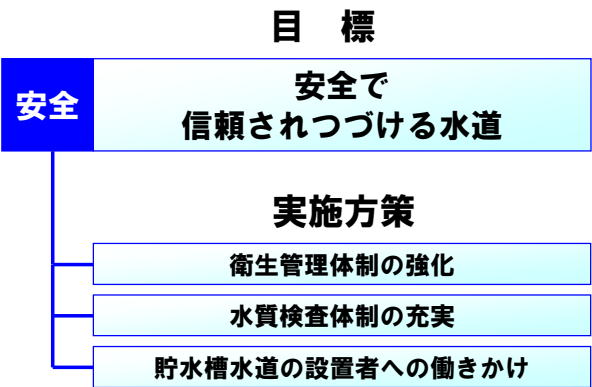 目　標
安全
安全で
信頼されつづける水道
実施方策
衛生管理体制の強化
水質検査体制の充実
貯水槽水道の設置者への働きかけ